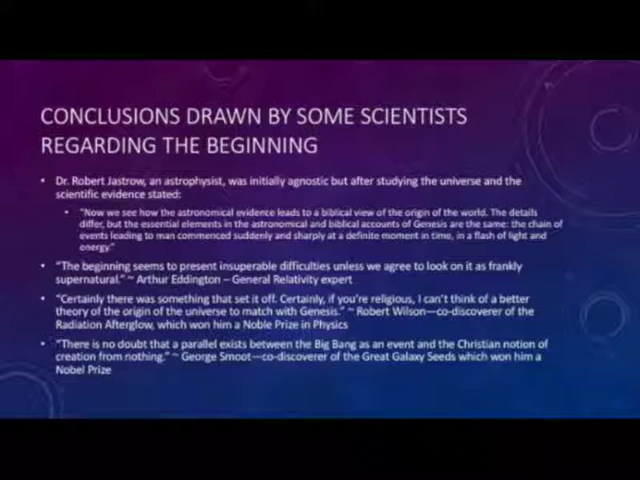 CONCLUSIONS DRAWN BY SOME SCIENTISTS
REGARDING THE BEGINNING
• Dr. Robert Jastrow, an astrophysist, was initially agnostic but after studying the universe and the
scientific evidence stated:
• "Now we see how the astronomical evidence leads to a biblical view of the origin of the world. The details
differ, but the essential elements in the astronomical and biblical accounts of Genesis are the same: the chain of
events leading to man commenced suddenly and sharply at a definite moment in time, in a flash of light and
energy."
• "The beginning seems to present insuperable difficulties unless we agree to look on it as frankly
supernatural." ~ Arthur Eddington – General Relativity expert
• "Certainly there was something that set it off. Certainly, if you're religious, I can't think of a better
theory of the origin of the universe to match with Genesis." ~ Robert Wilson—co-discoverer of the
Radiation Afterglow, which won him a Noble Prize in Physics
• "There is no doubt that a parallel exists between the Big Bang as an event and the Christian notion of
creation from nothing." ~ George Smoot—co-discoverer of the Great Galaxy Seeds which won him a
Nobel Prize